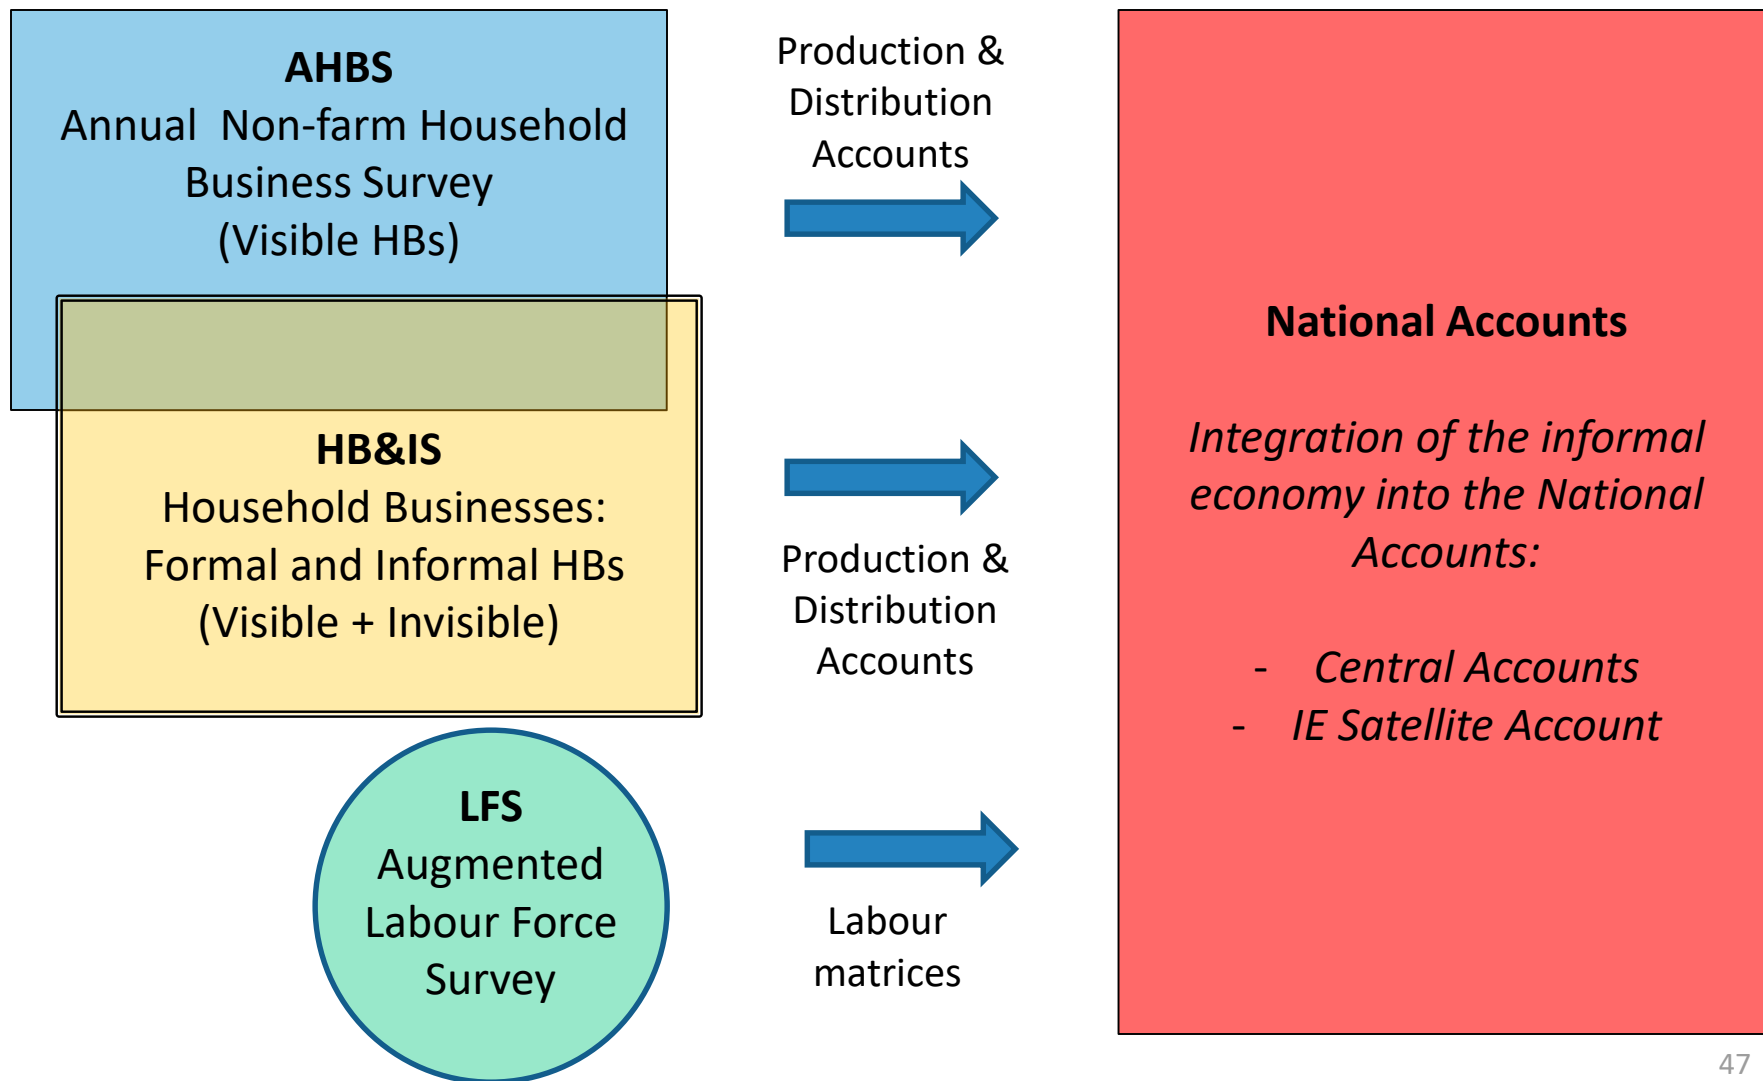 AHBS
Annual  Non-farm Household
Business Survey
(Visible HBs)
Production &
Distribution
Accounts
HB&IS
Household Businesses:
Formal and Informal HBs
(Visible + Invisible)
Production &
Distribution
Accounts
LFS
Augmented
Labour Force
Survey
Labour
matrices
National Accounts
Integration of the informal
economy into the National
Accounts:
- Central Accounts
- IE Satellite Account
47